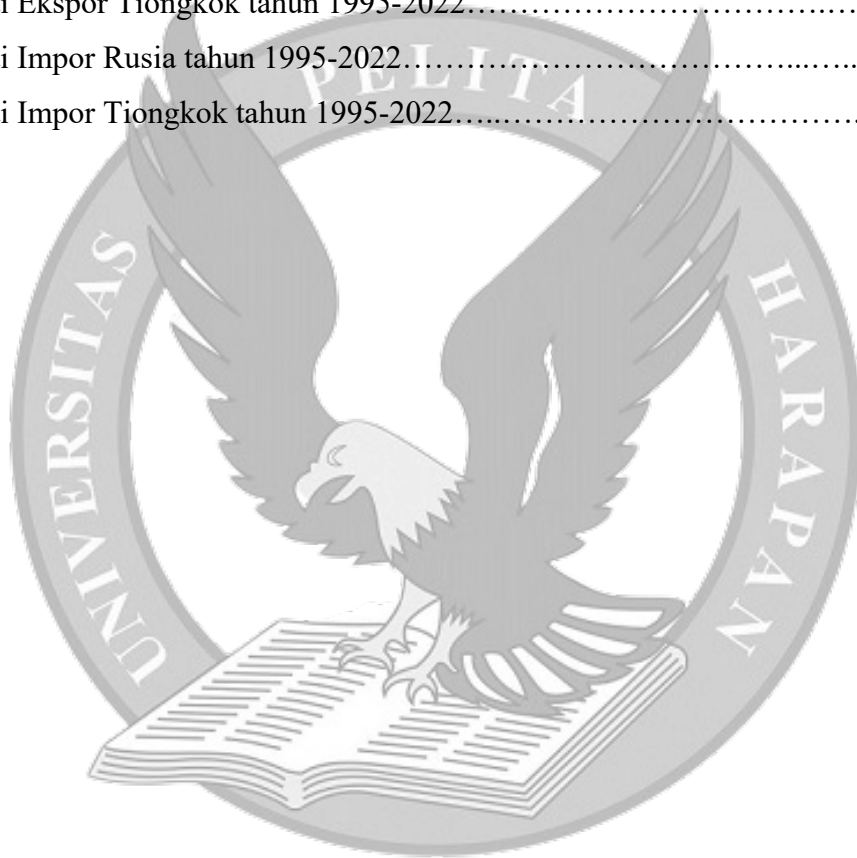 i Ekspor Tiongkok tahun 1995-2022……………………………….…
i Impor Rusia tahun 1995-2022……………………………………...…..
i Impor Tiongkok tahun 1995-2022…..……………………………….
UNIVERSITAS PELITA HARAPAN